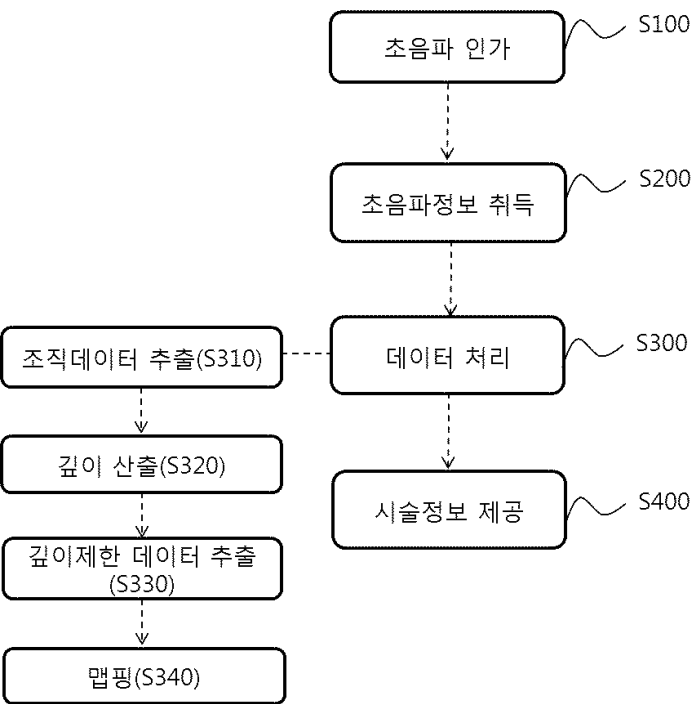 초음파 인가
S100
초음파정보 취득
S200
데이터 처리
S300
조직데이터 추출(S310)
깊이 산출(S320)
깊이제한 데이터 추출
(S330)
맵핑(S340)
시술정보 제공
S400